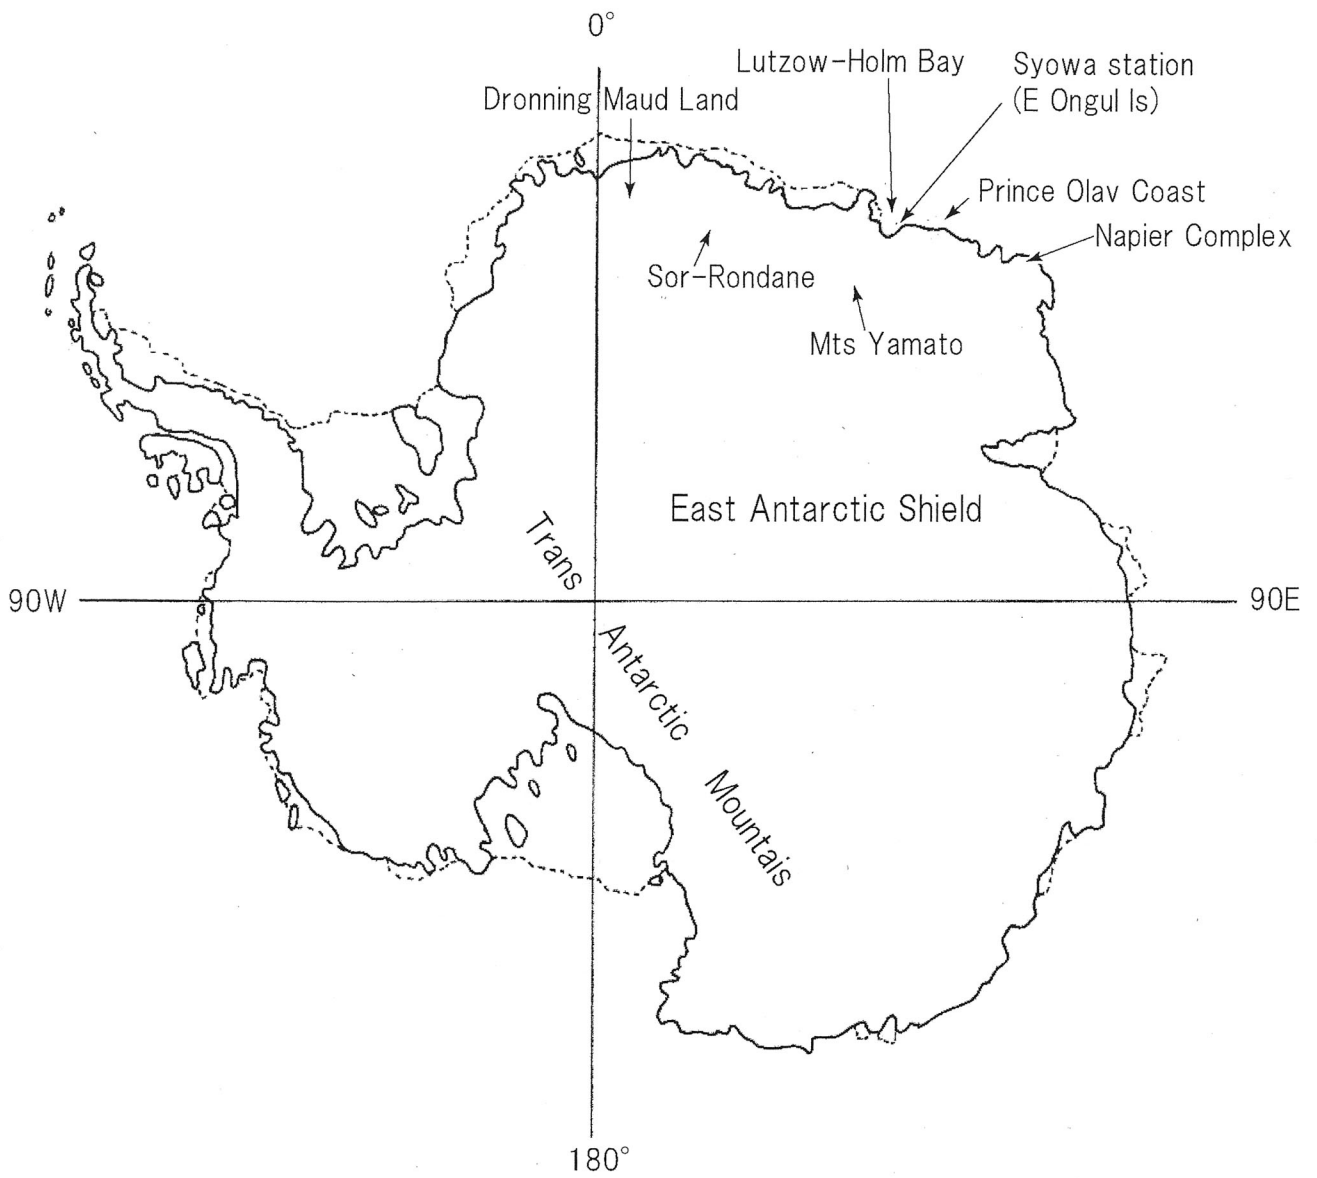 0°
Lutzow-Holm Bay
Syowa station
(E Ongul Is)
Dronning Maud Land
Prince Olav Coast
Napier Complex
Sor-Rondane
Mts Yamato
East Antarctic Shield
Trans
90W
90E
Antarctic
Mountais
180°